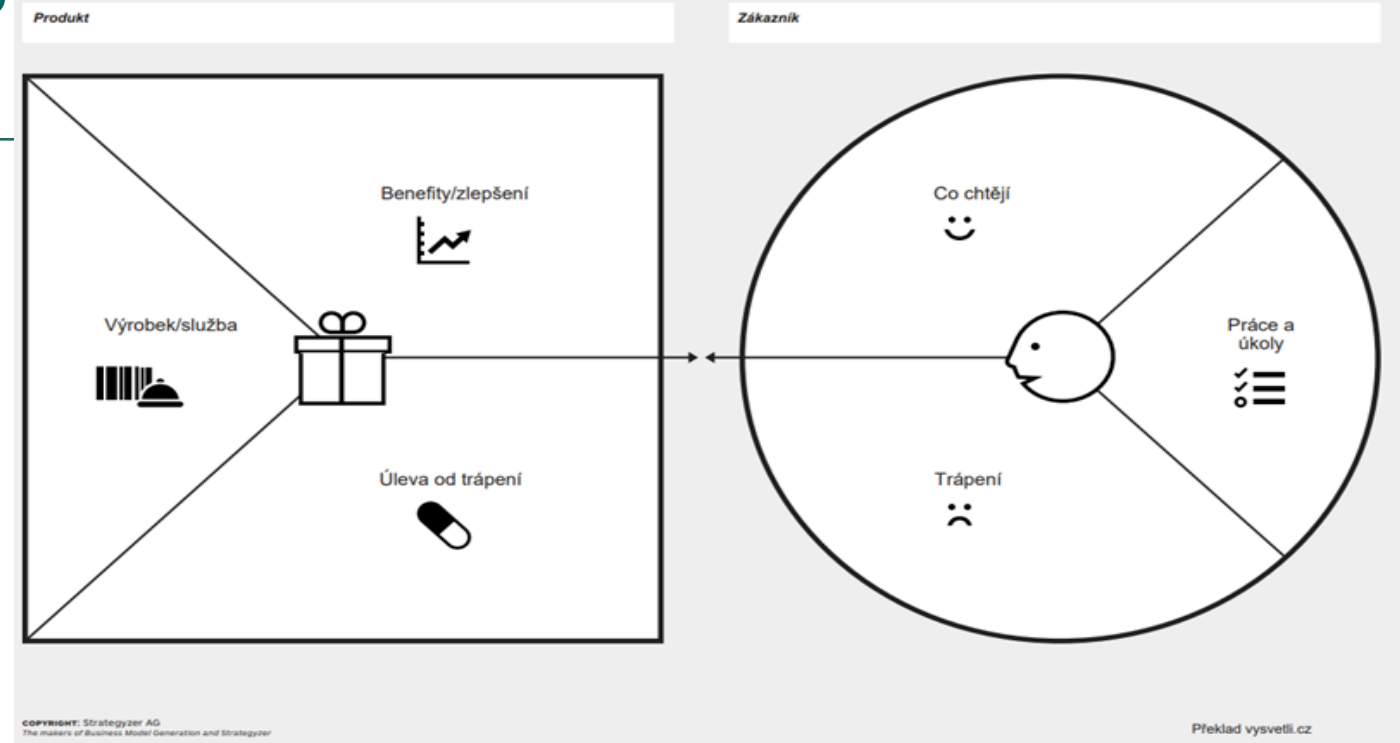 Produkt
Zákazník
Benefity/zlepšení
Výrobek/služba
Úleva od trápení
Co chtějí
Práce a
úkoly
Trápení
COPYRIGHT: Strategyzer AG
The makers of Business Model Generation and Strategyzer
Překlad vysvetli.cz